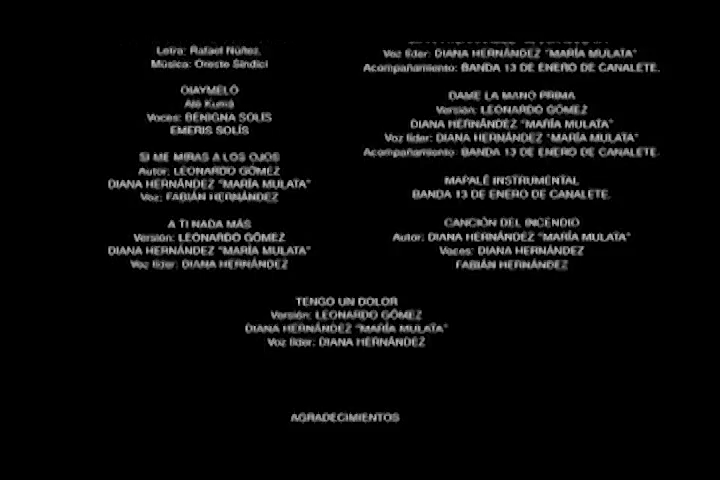 Letra: Rafael Núñez.
Música: Oreste Sindici
OIAYMELÓ
Alé Kumá
Voces: BENIGNA SOLÍS
EMERIS SOLÍS
SI ME MIRAS A LOS OJOS
Autor: LEONARDO GÓMEZ
DIANA HERNÁNDEZ "MARÍA MULATA"
Voz: FABIÁN HERNÁNDEZ
A TI NADA MÁS
Versión: LEONARDO GÓMEZ
DIANA HERNÁNDEZ "MARÍA MULATA"
Voz líder: DIANA HERNÁNDEZ
Voz líder: DIANA HERNÁNDEZ "MARÍA MULATA"
Acompañamiento: BANDA 13 DE ENERO DE CANALETE.
DAME LA MANO PRIMA
Versión: LEONARDO GÓMEZ
DIANA HERNÁNDEZ "MARÍA MULATA"
Voz líder: DIANA HERNÁNDEZ "MARÍA MULATA"
Acompañamiento: BANDA 13 DE ENERO DE CANALETE.
MAPALÉ INSTRUMENTAL
BANDA 13 DE ENERO DE CANALETE.
CANCIÓN DEL INCENDIO
Autor: DIANA HERNÁNDEZ "MARÍA MULATA"
Voces: DIANA HERNÁNDEZ
FABIÁN HERNÁNDEZ
TENGO UN DOLOR
Versión: LEONARDO GÓMEZ
DIANA HERNÁNDEZ "MARÍA MULATA"
Voz líder: DIANA HERNÁNDEZ
AGRADECIMIENTOS